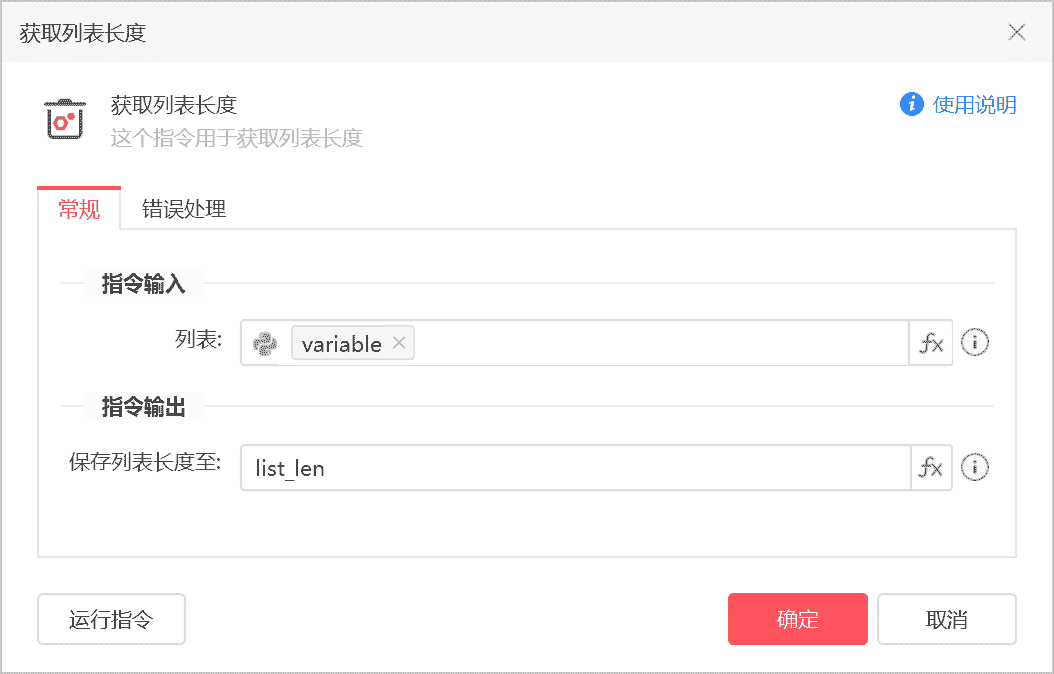 获取列表长度
获取列表长度
使用说明
这个指令用于获取列表长度
常规
错误处理
指令输入
列表:
variable
fx
指令输出
保存列表长度至:
list_len
fx
运行指令
确定
取消